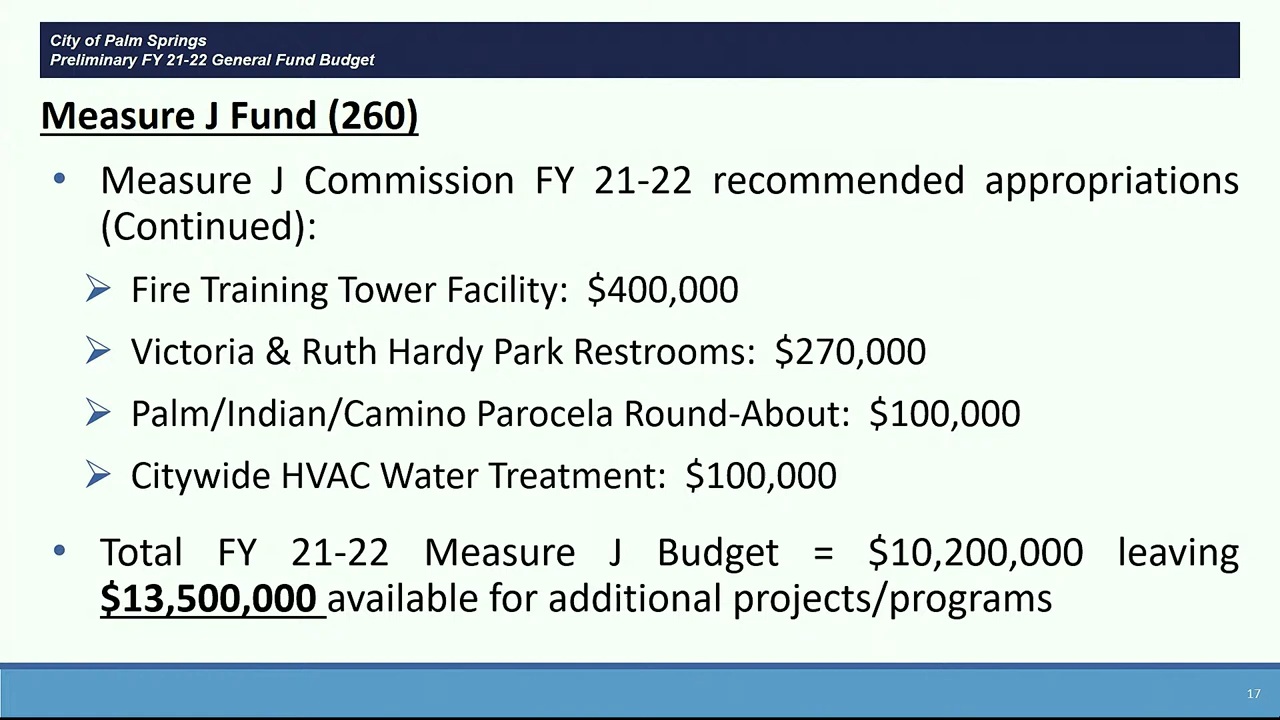 City of Palm Springs
Preliminary FY 21-22 General Fund Budget
Measure J Fund (260)
• Measure J Commission FY 21-22 recommended appropriations
(Continued):
➢ Fire Training Tower Facility: $400,000
➢ Victoria & Ruth Hardy Park Restrooms: $270,000
➢ Palm/Indian/Camino Parocela Round-About: $100,000
➢ Citywide HVAC Water Treatment: $100,000
• Total FY 21-22 Measure J Budget = $10,200,000 leaving
$13,500,000 available for additional projects/programs
17